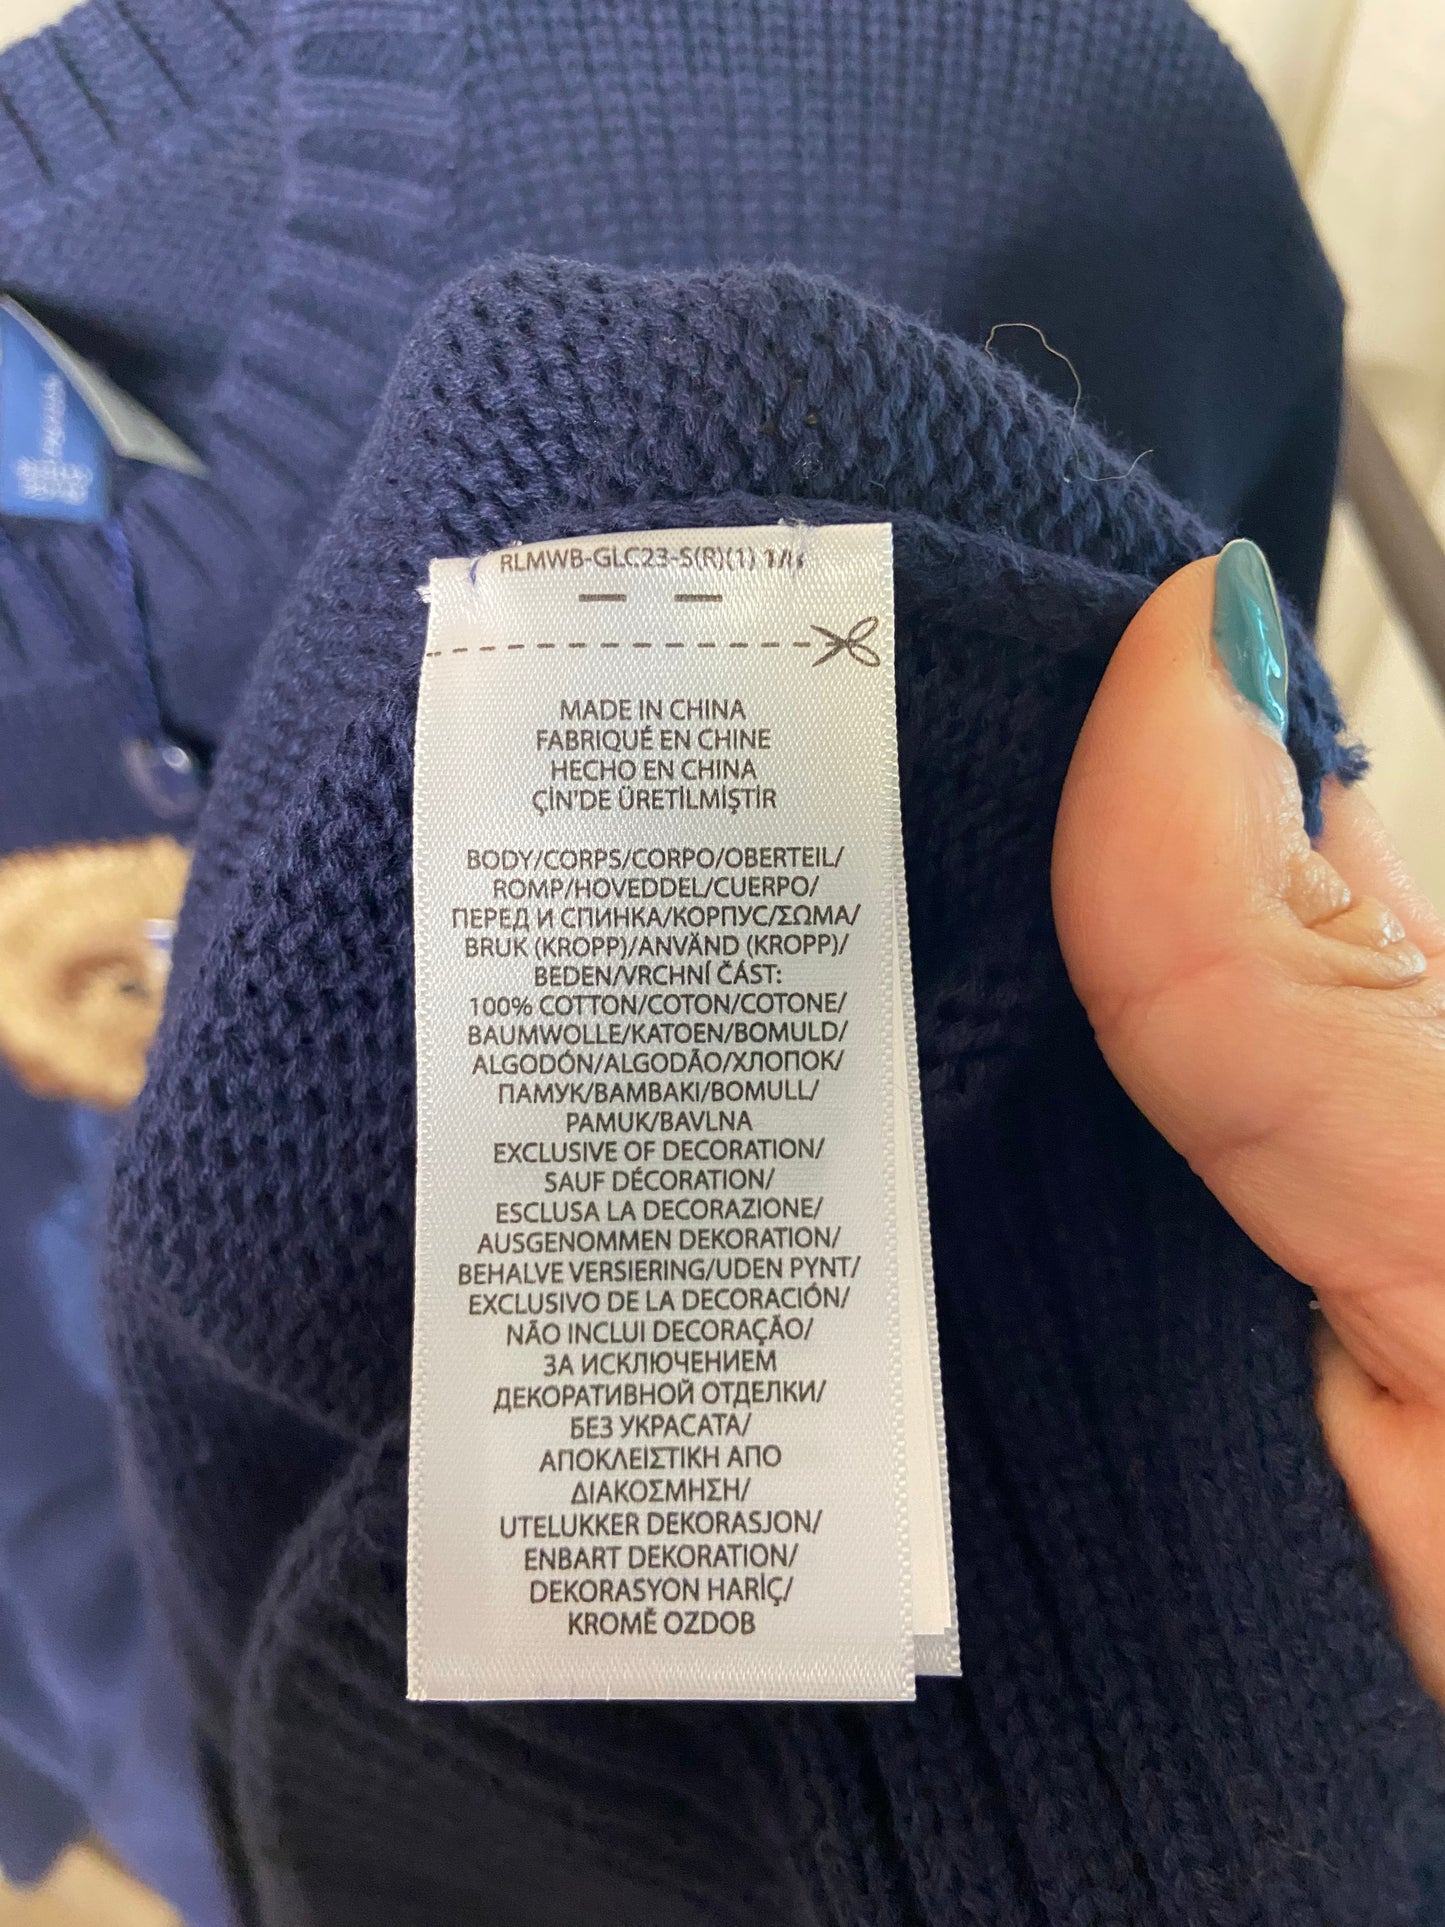 RLMWB-GLC23-S(R)(1)
MADE IN CHINA
FABRIQUÉ EN CHINE
HECHO EN CHINA
ÇİN'DE ÜRETİLMİŞTİR
BODY/CORPS/CORPO/OBERTEIL/
ROMP/HOVEDDEL/CUERPO/
ПЕРЕД И СПИНКА/КОРПУС/ΣΩΜΑ/
BRUK (KROPP)/ANVÄND (KROPP)/
BEDEN/VRCHNÍ ČÁST:
100% COTTON/COTON/COTONE/
BAUMWOLLE/KATOEN/BOMULD/
ALGODÓN/ALGODÃO/ХЛОПОК/
ПАМУК/ΒΑΜΒΑΚΙ/BOMULL/
PAMUK/BAVLNA
EXCLUSIVE OF DECORATION/
SAUF DÉCORATION/
ESCLUSA LA DECORAZIONE/
AUSGENOMMEN DEKORATION/
BEHALVE VERSIERING/UDEN PYNT/
EXCLUSIVO DE LA DECORACIÓN/
NÃO INCLUI DECORAÇÃO/
ЗА ИСКЛЮЧЕНИЕМ
ДЕКОРАТИВНОЙ ОТДЕЛКИ/
БЕЗ УКРАСАТА/
ΑΠΟΚΛΕΙΣΤΙΚΗ ΑΠΟ
ΔΙΑΚΟΣΜΗΣΗ/
UTELUKKER DEKORASJON/
ENBART DEKORATION/
DEKORASYON HARİÇ/
KROMĚ OZDOB